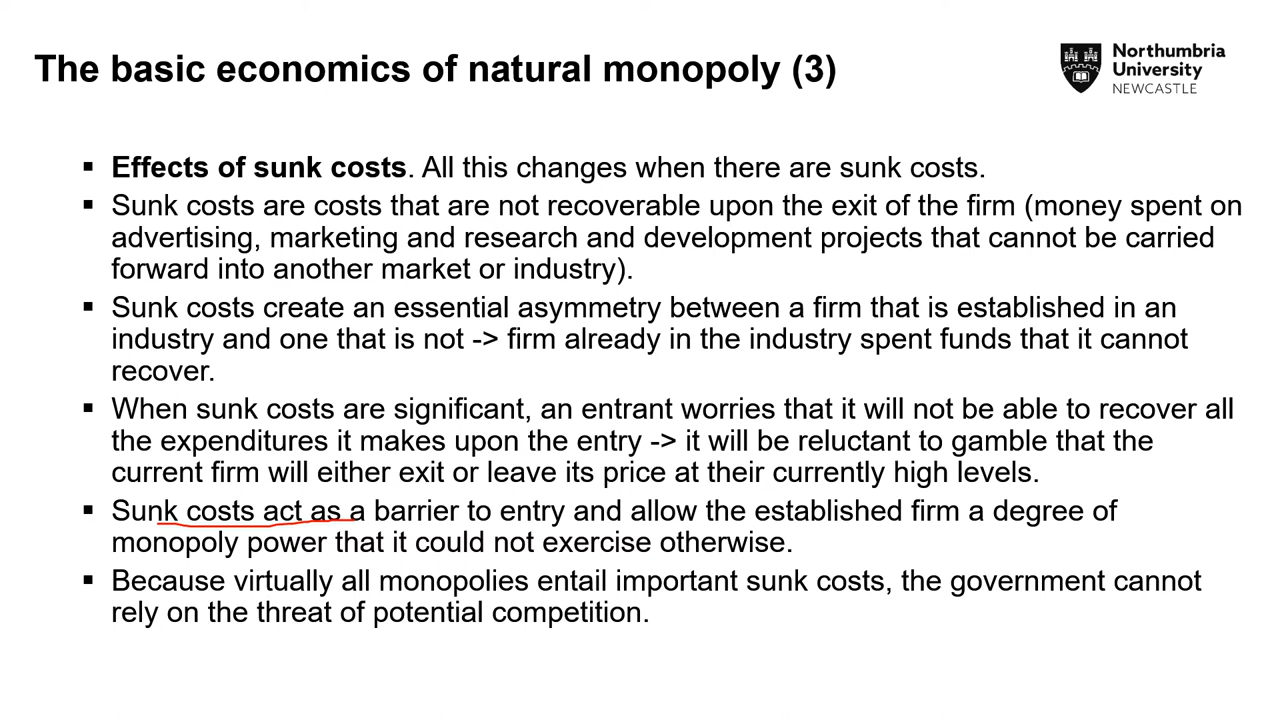 The basic economics of natural monopoly (3)
Northumbria
University
NEWCASTLE
▪ Effects of sunk costs. All this changes when there are sunk costs.
▪ Sunk costs are costs that are not recoverable upon the exit of the firm (money spent on
advertising, marketing and research and development projects that cannot be carried
forward into another market or industry).
▪ Sunk costs create an essential asymmetry between a firm that is established in an
industry and one that is not -> firm already in the industry spent funds that it cannot
recover.
▪ When sunk costs are significant, an entrant worries that it will not be able to recover all
the expenditures it makes upon the entry -> it will be reluctant to gamble that the
current firm will either exit or leave its price at their currently high levels.
▪ Sunk costs act as a barrier to entry and allow the established firm a degree of
monopoly power that it could not exercise otherwise.
▪ Because virtually all monopolies entail important sunk costs, the government cannot
rely on the threat of potential competition.